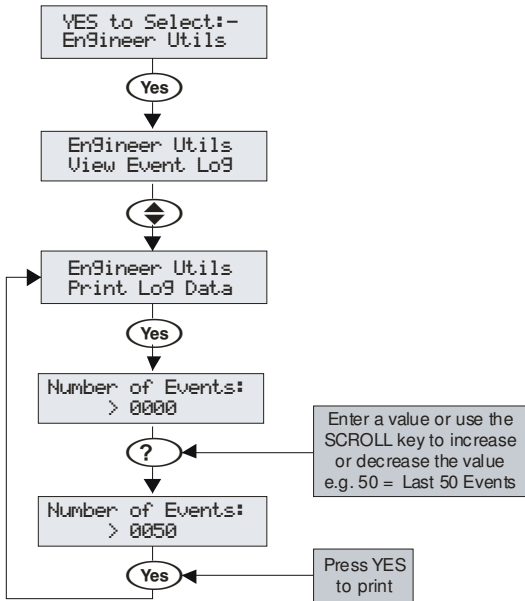 YES to Select:-
Engineer Utils
Yes
Engineer Utils
View Event Log
Engineer Utils
Print Log Data
Yes
Number of Events:
> 0000
?
Enter a value or use the
SCROLL key to increase
or decrease the value
e.g. 50 = Last 50 Events
Number of Events:
> 0050
Yes
Press YES
to print